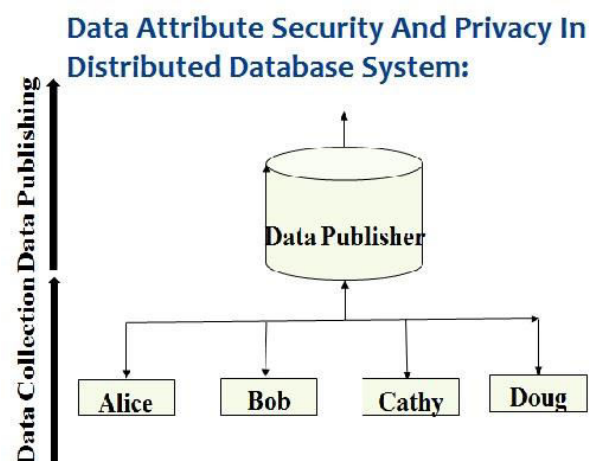 Data Attribute Security And Privacy In
Distributed Database System:
Data Publishing
Data Collection
Data Publisher
Alice
Bob
Cathy
Doug